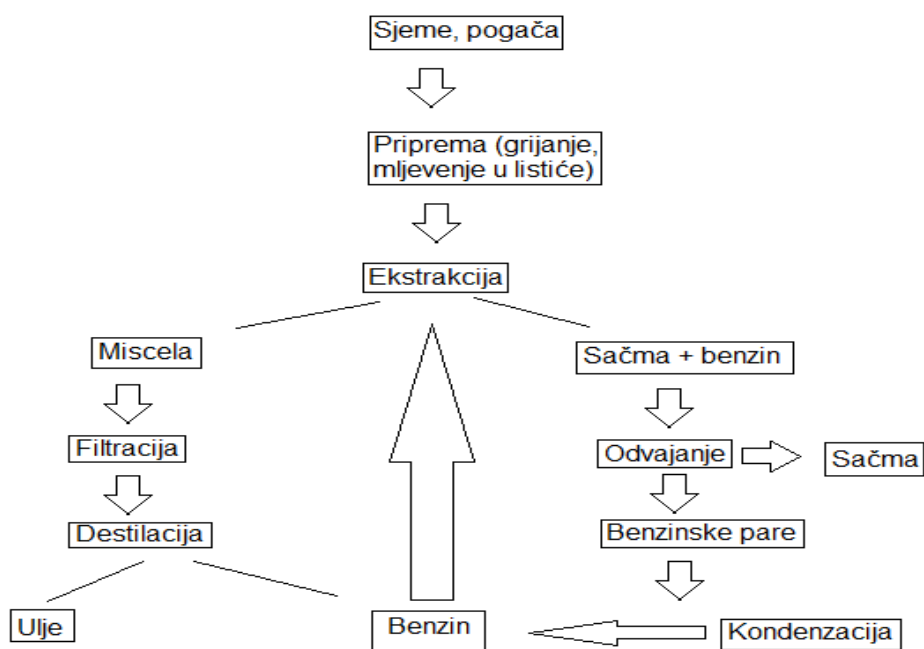 Sjeme, pogača
Priprema (grijanje,
mljevenje u listiće)
Ekstrakcija
Miscela
Sačma + benzin
Filtracija
Odvajanje
Sačma
Destilacija
Benzinske pare
Ulje
Benzin
Kondenzacija